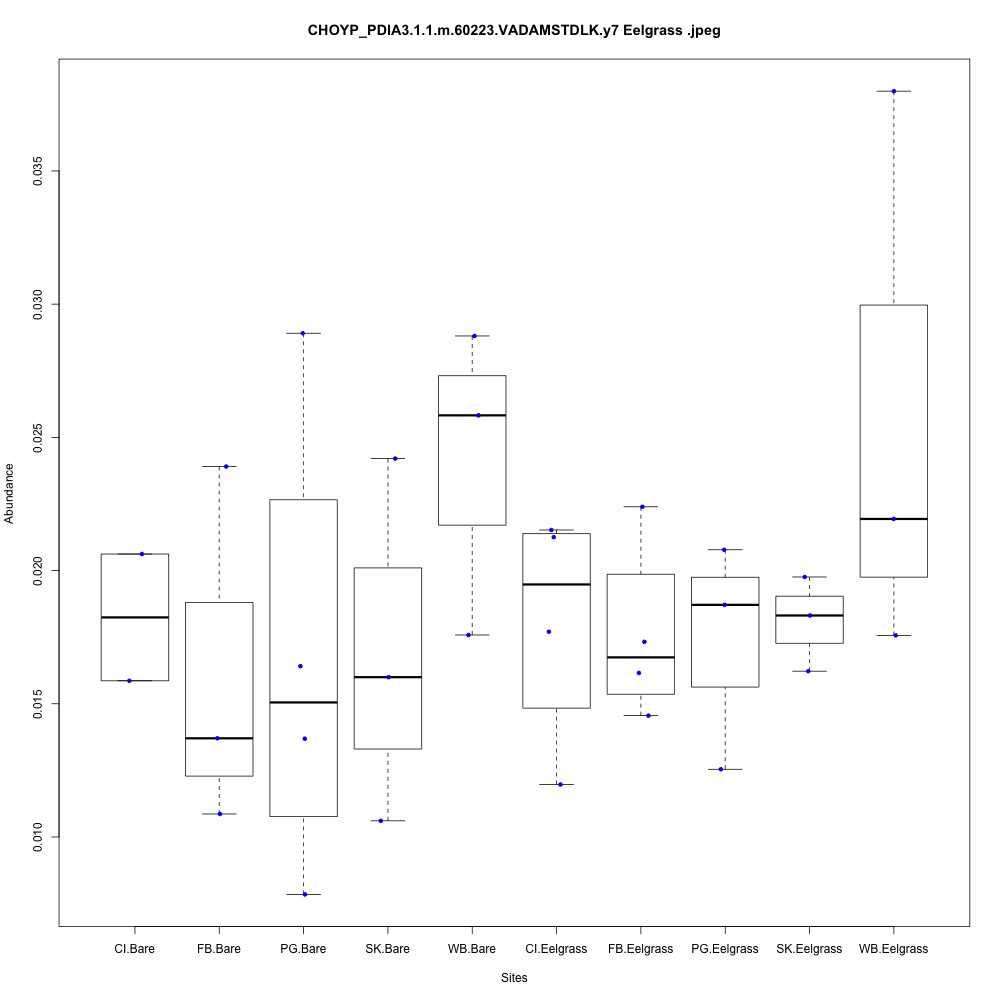 CHOYP_PDIA3.1.1.m.60223.VADAMSTDLK.y7 Eelgrass .jpeg
0.035
0.030
0.025
0.020
0.015
0.010
Abundance
CI.Bare FB.Bare PG.Bare SK.Bare WB.Bare CI.Eelgrass FB.Eelgrass PG.Eelgrass SK.Eelgrass WB.Eelgrass
Sites